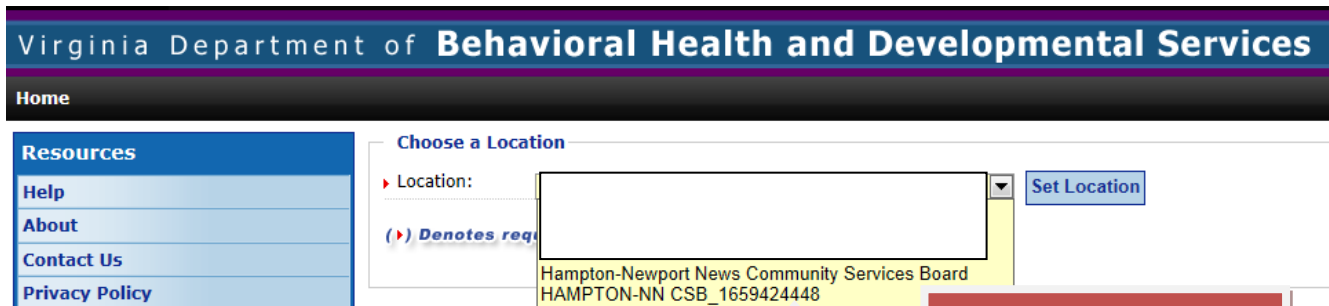 Virginia Department of Behavioral Health and Developmental Services
Home
Resources
Help
About
Contact Us
Privacy Policy
Choose a Location
Location:
Set Location
() Denotes
Hampton-Newport News Community Services Board
HAMPTON-NN CSB_1659424448